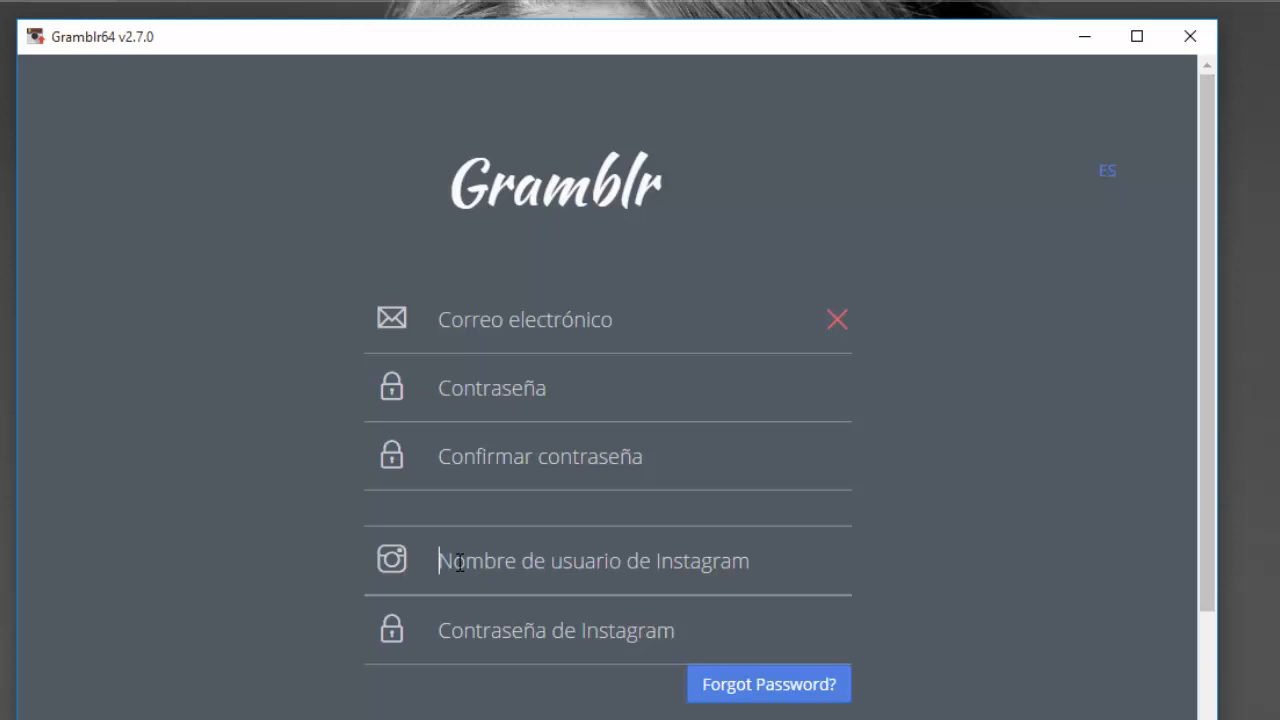 Gramblr64 v2.7.0
Gramblr
ES
Correo electrónico
Contraseña
Confirmar contraseña
Nombre de usuario de Instagram
Contraseña de Instagram
Forgot Password?